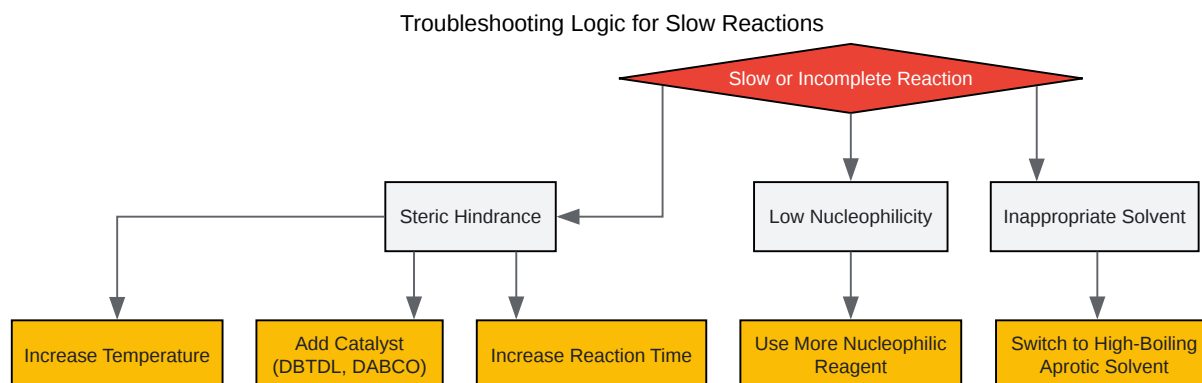 Troubleshooting Logic for Slow Reactions
Slow or Incomplete Reaction
Steric Hindrance
Low Nucleophilicity
Inappropriate Solvent
Increase Temperature
Add Catalyst
(DBTDL, DABCO)
Increase Reaction Time
Use More Nucleophilic
Reagent
Switch to High-Boiling
Aprotic Solvent